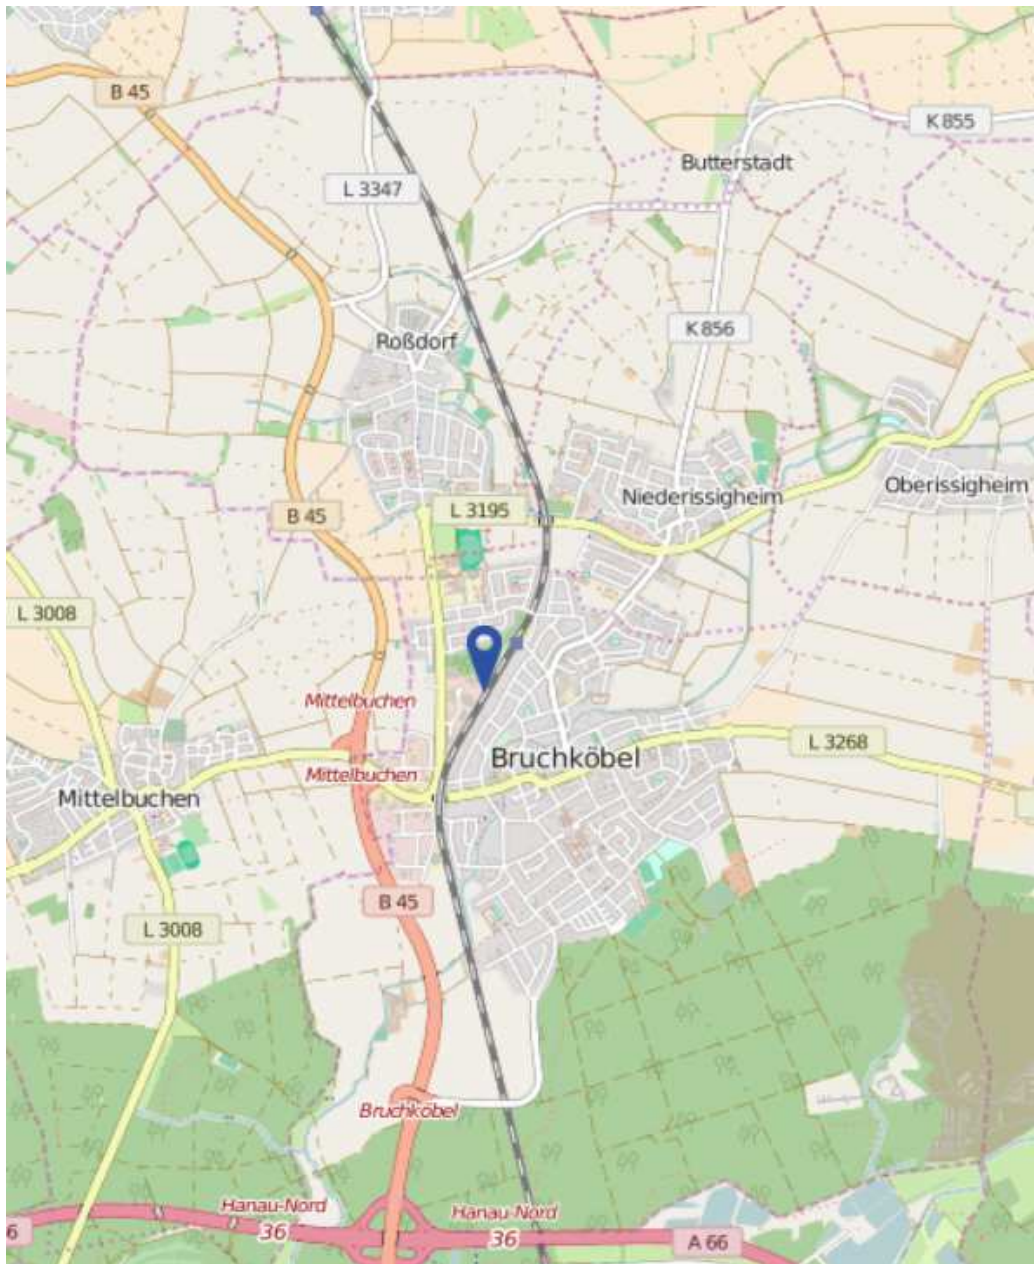 B 45
K 855
Butterstadt
L 3347
K 856
Roßdorf
Oberissigheim
Niederissigheim
L 3195
B 45
L 3008
Mittelbuchen
L 3268
Bruchköbel
Mittelbuchen
Mittelbuchen
B 45
L 3008
Bruchköbel
Hanau-Nord
36
Hanau-Nord
36
A 66
6